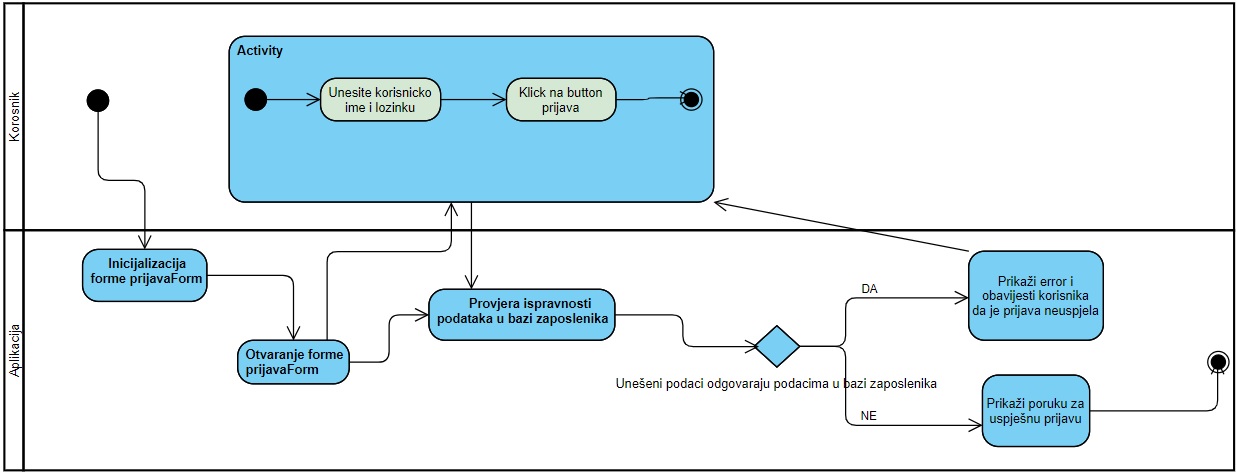 Korosnik
Activity
Unesite korisnicko
ime i lozinku
Klick na button
prijava
Aplikacija
Inicijalizacija
forme prijavaForm
Otvaranje forme
prijavaForm
Provjera ispravnosti
podataka u bazi zaposlenika
Unešeni podaci odgovaraju podacima u bazi zaposlenika
DA
Prikaži error i
obavijesti korisnika
da je prijava neuspjela
NE
Prikaži poruku za
uspješnu prijavu